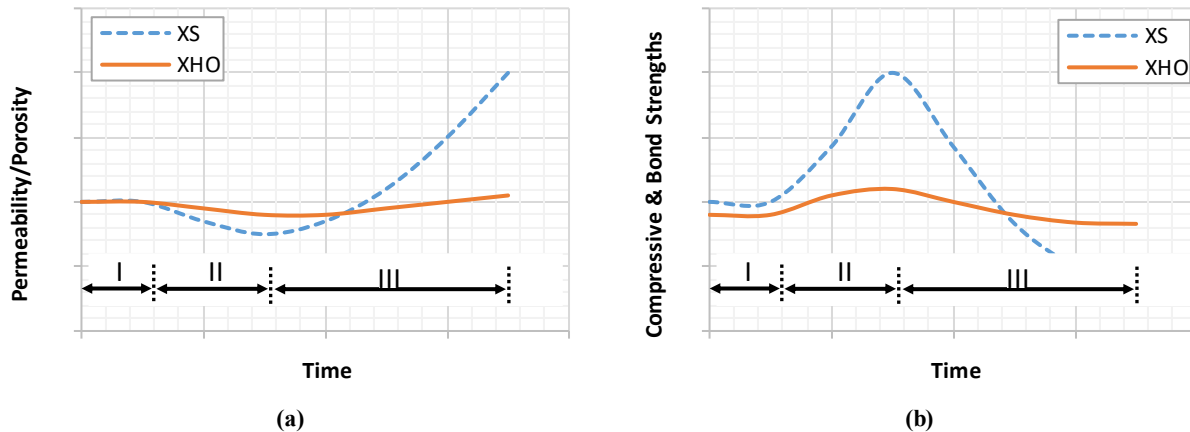 XS
XHO
Permeability/Porosity
I
II
III
Time
(a)
XS
XHO
Compressive & Bond Strengths
I
II
III
Time
(b)